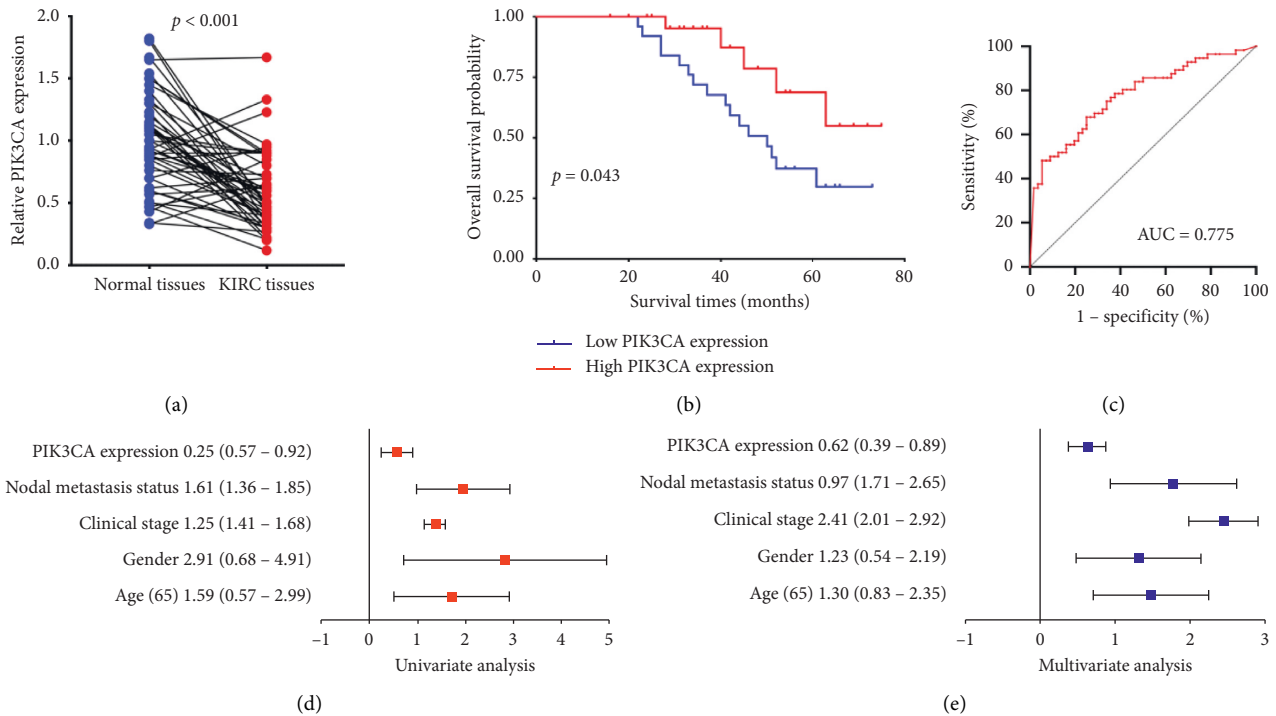 Relative PIK3CA expression
2.0
1.5
1.0
0.5
0.0
p < 0.001
Normal tissues
KIRC tissues
(a)
Overall survival probability
1.00
0.75
0.50
0.25
0.00
p = 0.043
0
20
40
60
80
Survival times (months)
Low PIK3CA expression
High PIK3CA expression
(b)
Sensitivity (%)
100
80
60
40
20
0
AUC = 0.775
0
20
40
60
80
100
1 – specificity (%)
(c)
PIK3CA expression 0.25 (0.57 – 0.92)
Nodal metastasis status 1.61 (1.36 – 1.85)
Clinical stage 1.25 (1.41 – 1.68)
Gender 2.91 (0.68 – 4.91)
Age (65) 1.59 (0.57 – 2.99)
–1
0
1
2
3
4
5
Univariate analysis
(d)
PIK3CA expression 0.62 (0.39 – 0.89)
Nodal metastasis status 0.97 (1.71 – 2.65)
Clinical stage 2.41 (2.01 – 2.92)
Gender 1.23 (0.54 – 2.19)
Age (65) 1.30 (0.83 – 2.35)
–1
0
1
2
3
Multivariate analysis
(e)